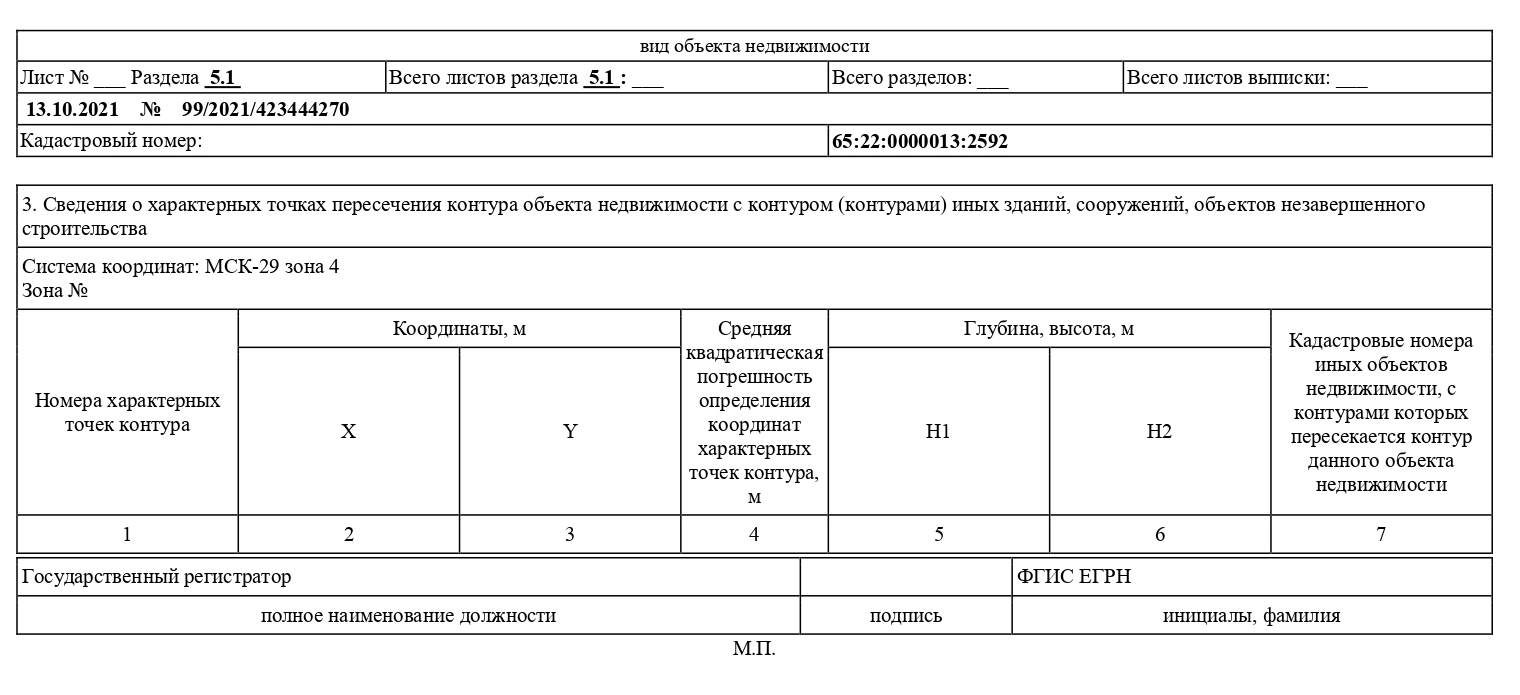 вид объекта недвижимости
Лист № ___ Раздела 5.1 Всего листов раздела 5.1 : ___ Всего разделов: ___ Всего листов выписки: ___
13.10.2021 № 99/2021/423444270
Кадастровый номер: 65:22:0000013:2592
3. Сведения о характерных точках пересечения контура объекта недвижимости с контуром (контурами) иных зданий, сооружений, объектов незавершенного
строительства
Система координат: МСК-29 зона 4
Зона №
Номера характерных
точек контура
Координаты, м
X
Y
Средняя
квадратическая
погрешность
определения
координат
характерных
точек контура,
м
Глубина, высота, м
H1
H2
Кадастровые номера
иных объектов
недвижимости, с
контурами которых
пересекается контур
данного объекта
недвижимости
1 2 3 4 5 6 7
Государственный регистратор ФГИС ЕГРН
полное наименование должности подпись инициалы, фамилия
М.П.